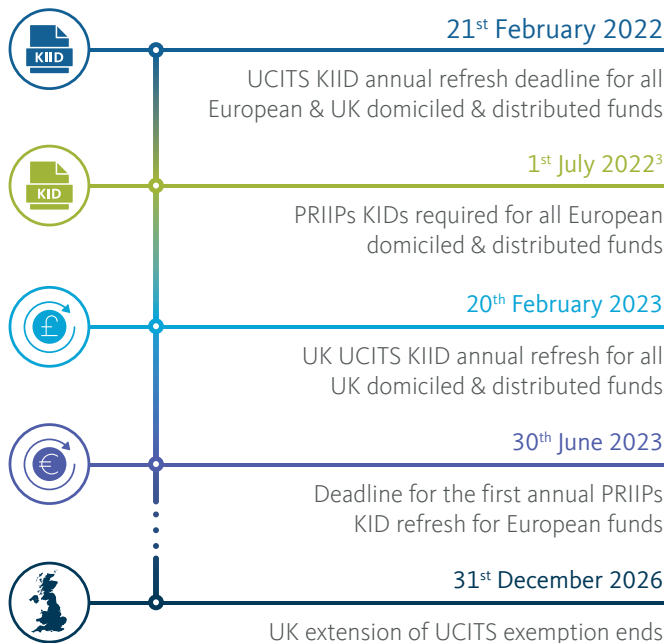 KIID
21st February 2022
UCITS KIID annual refresh deadline for all
European & UK domiciled & distributed funds
KID
1st July 2022³
PRIIPs KIDs required for all European
domiciled & distributed funds
£
20th February 2023
UK UCITS KIID annual refresh for all
UK domiciled & distributed funds
€
30th June 2023
Deadline for the first annual PRIIPs
KID refresh for European funds
31st December 2026
UK extension of UCITS exemption ends